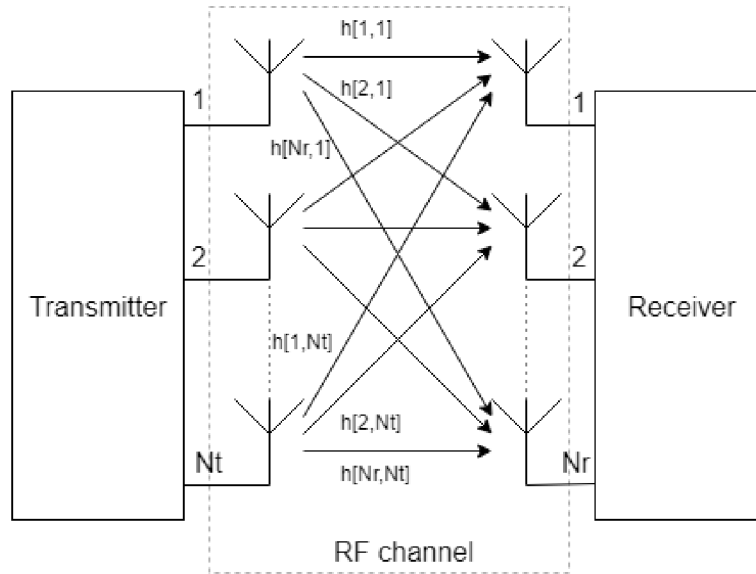 h[1,1]
1
h[2,1]
1
h[Nr,1]
2
2
Transmitter
Receiver
h[1,Nt]
h[2,Nt]
Nt
h[Nr,Nt]
Nr
RF channel